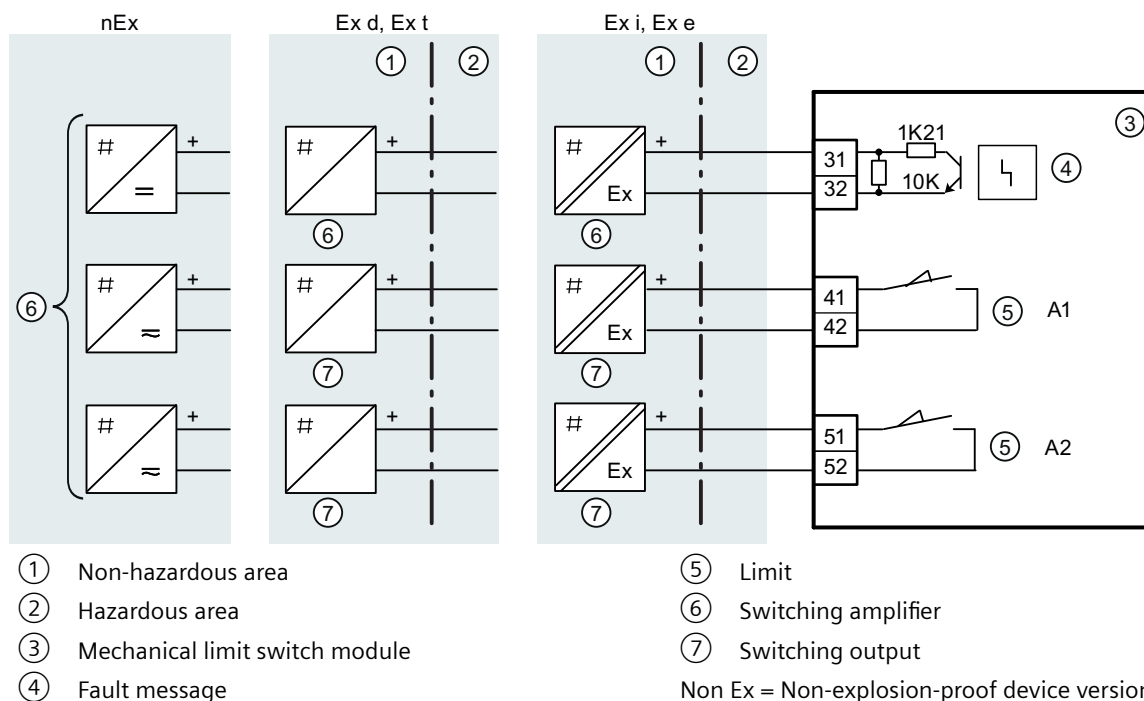 nEx
Ex d, Ex t
Ex i, Ex e
1 2
1 2
3
# = +
# +
# Ex +
31
32
1K21
10K
4
6
6
6
# ≂ +
# +
# Ex +
41
42
5 A1
7
7
# ≂ +
# +
# Ex +
51
52
5 A2
7
7
1 Non-hazardous area
2 Hazardous area
3 Mechanical limit switch module
4 Fault message
5 Limit
6 Switching amplifier
7 Switching output
Non Ex = Non-explosion-proof device version